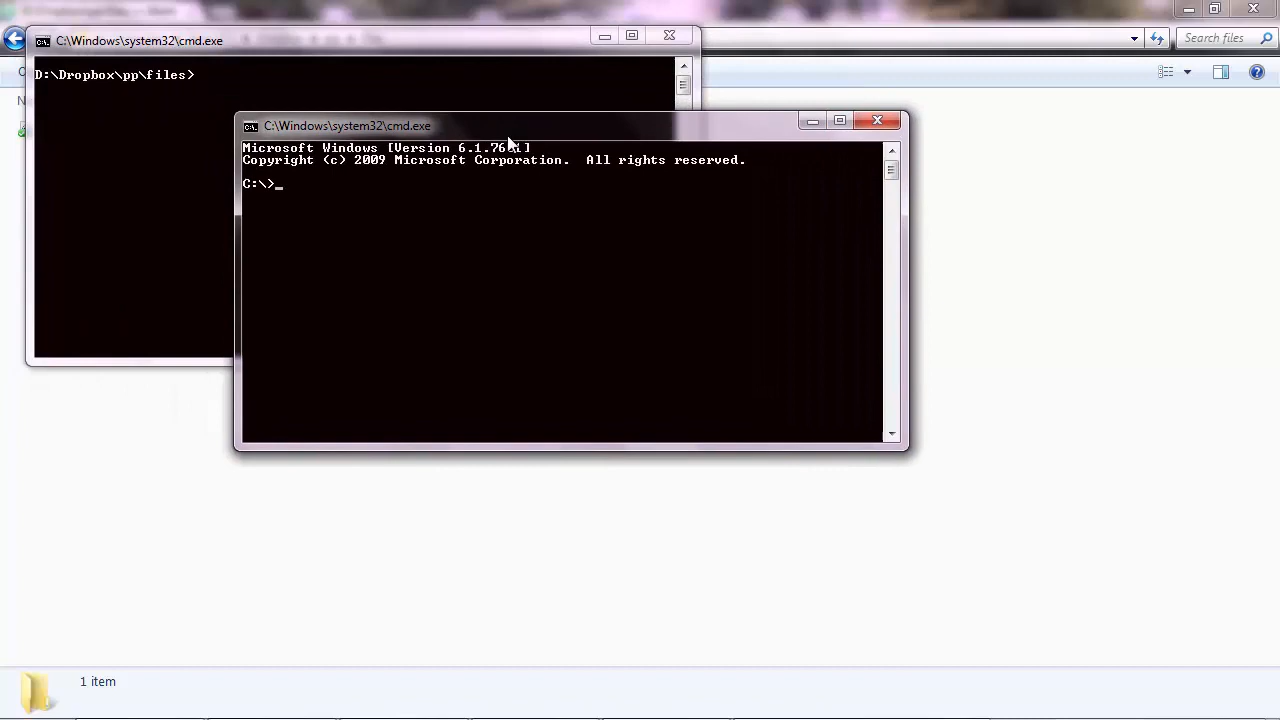 C:\Windows\system32\cmd.exe
Search files
D:\Dropbox\pp\files>
C:\Windows\system32\cmd.exe
Microsoft Windows [Version 6.1.76
Copyright (c) 2009 Microsoft Corporation.  All rights reserved.
C:\>_
1 item